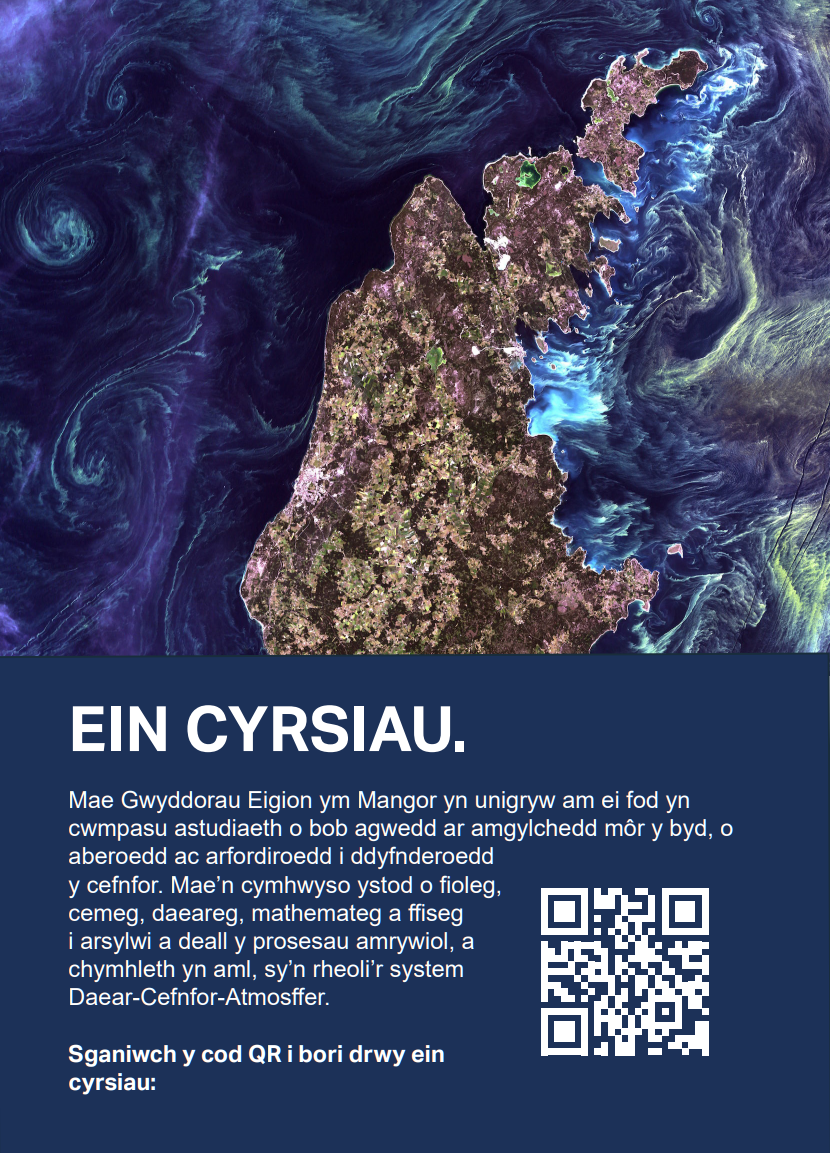 EIN CYRSIAU.
Mae Gwyddorau Eigion ym Mangor yn unigryw am ei fod yn
cwmpasu astudiaeth o bob agwedd ar amgylchedd môr y byd, o
aberoedd ac arfordiroedd i ddyfnderoedd
y cefnfor. Mae’n cymhwyso ystod o fioleg,
cemeg, daeareg, mathemateg a ffiseg
i arsylwi a deall y prosesau amrywiol, a
chymhleth yn aml, sy’n rheoli’r system
Daear-Cefnfor-Atmosffer.
Sganiwch y cod QR i bori drwy ein
cyrsiau: